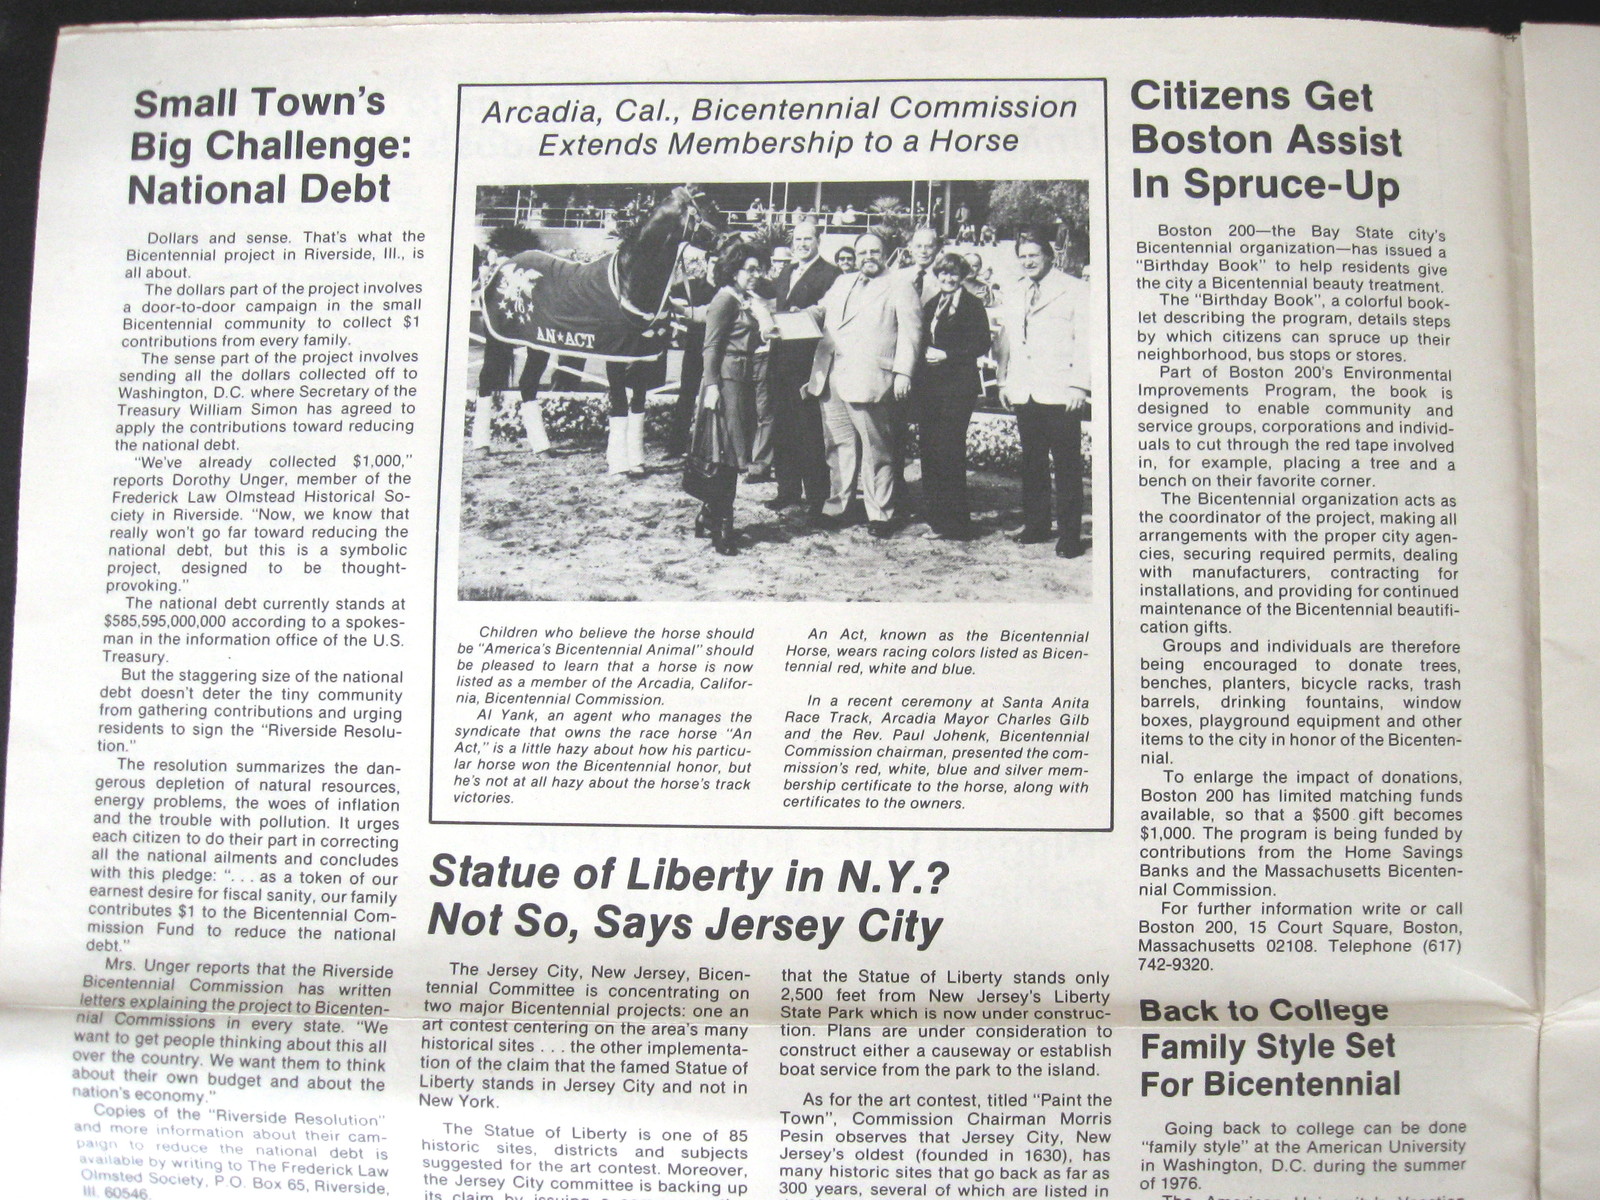 Small Town's
Big Challenge:
National Debt
Dollars and sense. That's what the
Bicentennial project in Riverside, Ill., is
all about.
The dollars part of the project involves
a door-to-door campaign in the small
Bicentennial community to collect $1
contributions from every family.
The sense part of the project involves
sending all the dollars collected off to
Washington, D.C. where Secretary of the
Treasury William Simon has agreed to
apply the contributions toward reducing
the national debt.
"We've already collected $1,000,"
reports Dorothy Unger, member of the
Frederick Law Olmstead Historical So-
ciety in Riverside. "Now, we know that
really won't go far toward reducing the
national debt, but this is a symbolic
project, designed to be thought-
provoking."
The national debt currently stands at
$585,595,000,000 according to a spokes-
man in the information office of the U.S.
Treasury.
But the staggering size of the national
debt doesn't deter the tiny community
from gathering contributions and urging
residents to sign the "Riverside Resolu-
tion."
The resolution summarizes the dan-
gerous depletion of natural resources,
energy problems, the woes of inflation
and the trouble with pollution. It urges
each citizen to do their part in correcting
all the national ailments and concludes
with this pledge: ". . . as a token of our
earnest desire for fiscal sanity, our family
contributes $1 to the Bicentennial Com-
mission Fund to reduce the national
debt."
Mrs. Unger reports that the Riverside
Bicentennial Commission has written
letters explaining the project to Bicenten-
nial Commissions in every state. "We
want to get people thinking about this all
over the country. We want them to think
about their own budget and about the
nation's economy."
Copies of the "Riverside Resolution"
and more information about their cam-
paign to reduce the national debt is
available by writing to The Frederick Law
Olmsted Society, P.O. Box 65, Riverside,
Ill. 60546.
Arcadia, Cal., Bicentennial Commission
Extends Membership to a Horse
76
AN★ACT
Children who believe the horse should
be "America's Bicentennial Animal" should
be pleased to learn that a horse is now
listed as a member of the Arcadia, Califor-
nia, Bicentennial Commission.
Al Yank, an agent who manages the
syndicate that owns the race horse "An
Act," is a little hazy about how his particu-
lar horse won the Bicentennial honor, but
he's not at all hazy about the horse's track
victories.
An Act, known as the Bicentennial
Horse, wears racing colors listed as Bicen-
tennial red, white and blue.
In a recent ceremony at Santa Anita
Race Track, Arcadia Mayor Charles Gilb
and the Rev. Paul Johenk, Bicentennial
Commission chairman, presented the com-
mission's red, white, blue and silver mem-
bership certificate to the horse, along with
certificates to the owners.
Statue of Liberty in N.Y.?
Not So, Says Jersey City
The Jersey City, New Jersey, Bicen-
tennial Committee is concentrating on
two major Bicentennial projects: one an
art contest centering on the area's many
historical sites . . . the other implementa-
tion of the claim that the famed Statue of
Liberty stands in Jersey City and not in
New York.
The Statue of Liberty is one of 85
historic sites, districts and subjects
suggested for the art contest. Moreover,
the Jersey City committee is backing up
its claim by issuing a
that the Statue of Liberty stands only
2,500 feet from New Jersey's Liberty
State Park which is now under construc-
tion. Plans are under consideration to
construct either a causeway or establish
boat service from the park to the island.
As for the art contest, titled "Paint the
Town", Commission Chairman Morris
Pesin observes that Jersey City, New
Jersey's oldest (founded in 1630), has
many historic sites that go back as far as
300 years, several of which are listed in
Citizens Get
Boston Assist
In Spruce-Up
Boston 200—the Bay State city's
Bicentennial organization—has issued a
"Birthday Book" to help residents give
the city a Bicentennial beauty treatment.
The "Birthday Book", a colorful book-
let describing the program, details steps
by which citizens can spruce up their
neighborhood, bus stops or stores.
Part of Boston 200's Environmental
Improvements Program, the book is
designed to enable community and
service groups, corporations and individ-
uals to cut through the red tape involved
in, for example, placing a tree and a
bench on their favorite corner.
The Bicentennial organization acts as
the coordinator of the project, making all
arrangements with the proper city agen-
cies, securing required permits, dealing
with manufacturers, contracting for
installations, and providing for continued
maintenance of the Bicentennial beautifi-
cation gifts.
Groups and individuals are therefore
being encouraged to donate trees,
benches, planters, bicycle racks, trash
barrels, drinking fountains, window
boxes, playground equipment and other
items to the city in honor of the Bicenten-
nial.
To enlarge the impact of donations,
Boston 200 has limited matching funds
available, so that a $500 gift becomes
$1,000. The program is being funded by
contributions from the Home Savings
Banks and the Massachusetts Bicenten-
nial Commission.
For further information write or call
Boston 200, 15 Court Square, Boston,
Massachusetts 02108. Telephone (617)
742-9320.
Back to College
Family Style Set
For Bicentennial
Going back to college can be done
"family style" at the American University
in Washington, D.C. during the summer
of 1976.